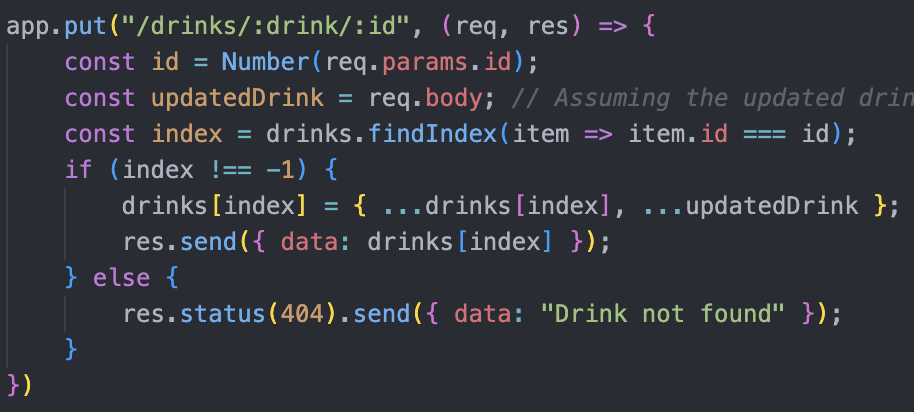 app.put("/drinks/:drink/:id", (req, res) => {
    const id = Number(req.params.id);
    const updatedDrink = req.body; // Assuming the updated
    const index = drinks.findIndex(item => item.id === id);
    if (index !== -1) {
        drinks[index] = { ...drinks[index], ...updatedDrink };
        res.send({ data: drinks[index] });
    } else {
        res.status(404).send({ data: "Drink not found" });
    }
})